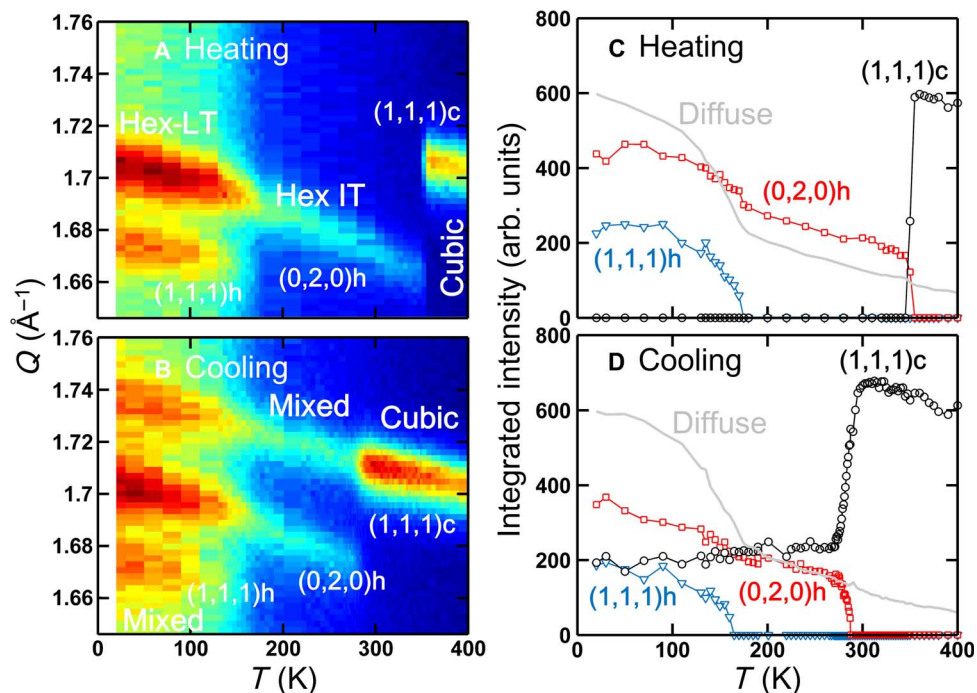 1.76
1.74
1.72
1.7
1.68
1.66
A Heating
Hex-LT
(1,1,1)c
Hex IT
(1,1,1)h
(0,2,0)h
Cubic
1.76
1.74
1.72
1.7
1.68
1.66
B Cooling
Mixed
Cubic
(1,1,1)c
(1,1,1)h
(0,2,0)h
Mixed
Q (Å−1)
0 100 200 300 400
T (K)
800
600
400
200
0
C Heating
(1,1,1)c
Diffuse
(0,2,0)h
(1,1,1)h
800
600
400
200
0
D Cooling
(1,1,1)c
Diffuse
(0,2,0)h
(1,1,1)h
Integrated intensity (arb. units)
0 100 200 300 400
T (K)